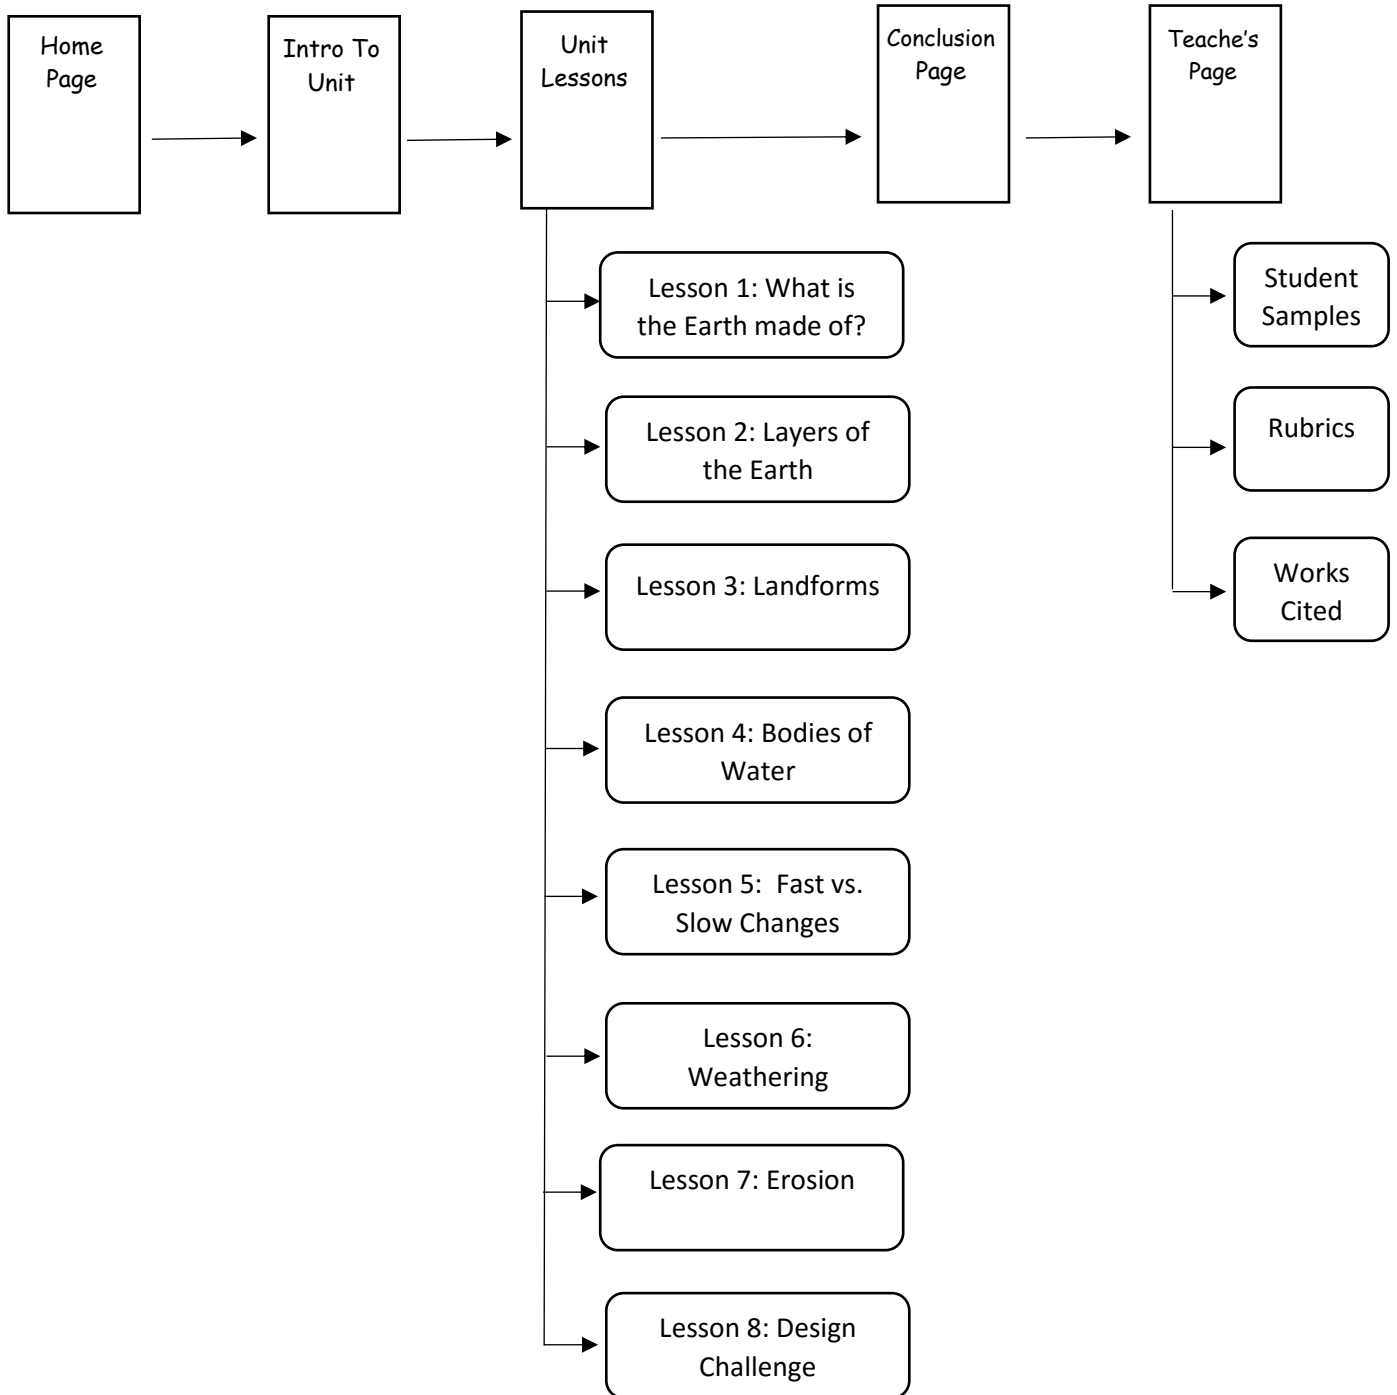 Home
Page
Intro To
Unit
Unit
Lessons
Conclusion
Page
Teache's
Page
Lesson 1: What is
the Earth made of?
Lesson 2: Layers of
the Earth
Lesson 3: Landforms
Lesson 4: Bodies of
Water
Lesson 5:  Fast vs.
Slow Changes
Lesson 6:
Weathering
Lesson 7: Erosion
Lesson 8: Design
Challenge
Student
Samples
Rubrics
Works
Cited